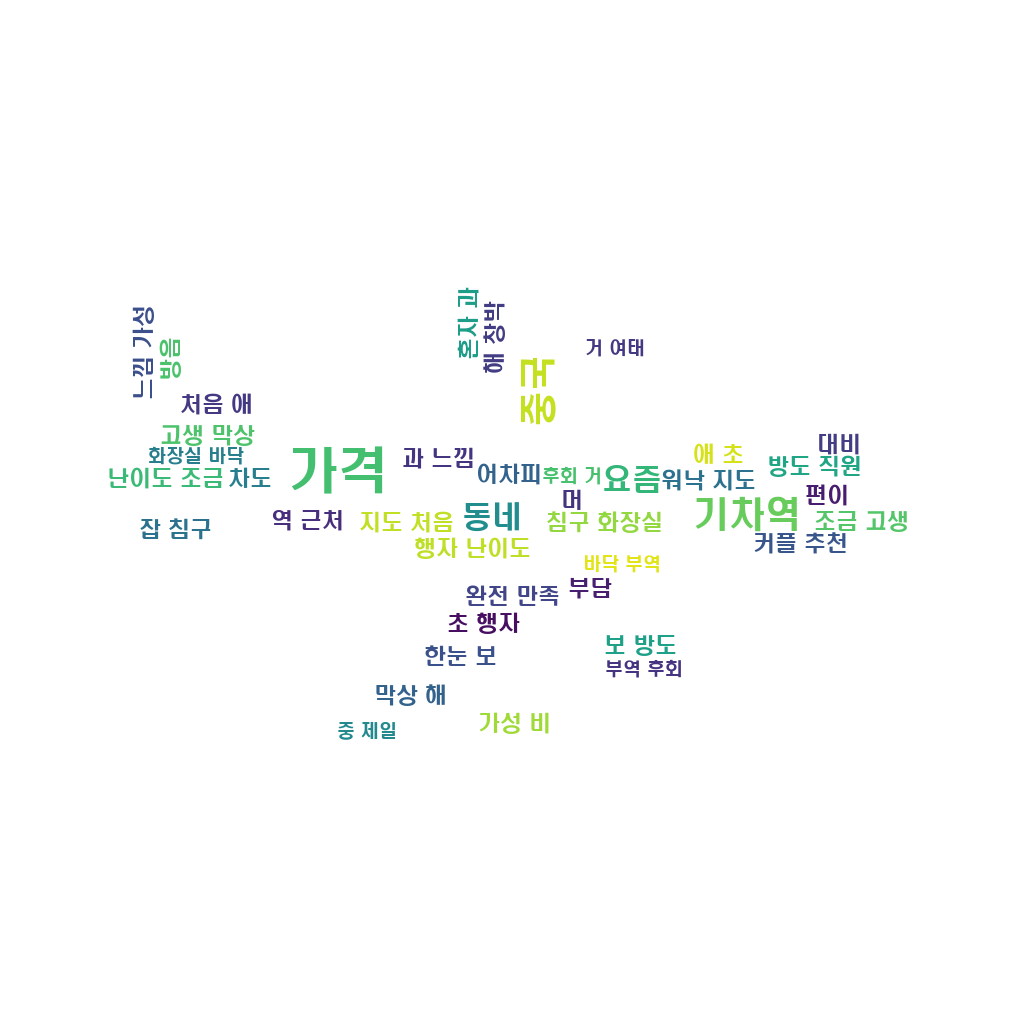 혼자 과
해 창박
느낌 가성
방음
거 여태
중국
처음 애
고생 막상
대비
화장실 바닥
가격
과 느낌
애 초
방도 직원
난이도 조금
차도
어차피
후회 거
요즘
워낙 지도
편이
머
역 근처
지도 처음
동네
침구 화장실
기차역
조금 고생
잡 침구
행자 난이도
커플 추천
바닥 부역
부담
완전 만족
초 행자
보 방도
한눈 보
부역 후회
막상 해
가성 비
중 제일